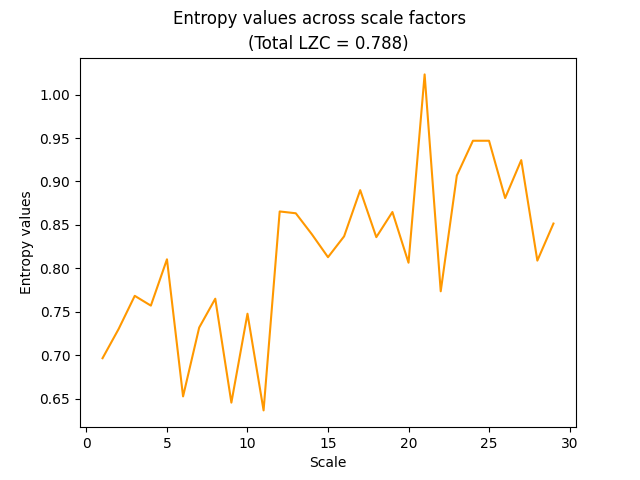 Entropy values across scale factors
(Total LZC = 0.788)
Entropy values
1.00
0.95
0.90
0.85
0.80
0.75
0.70
0.65
0 5 10 15 20 25 30
Scale